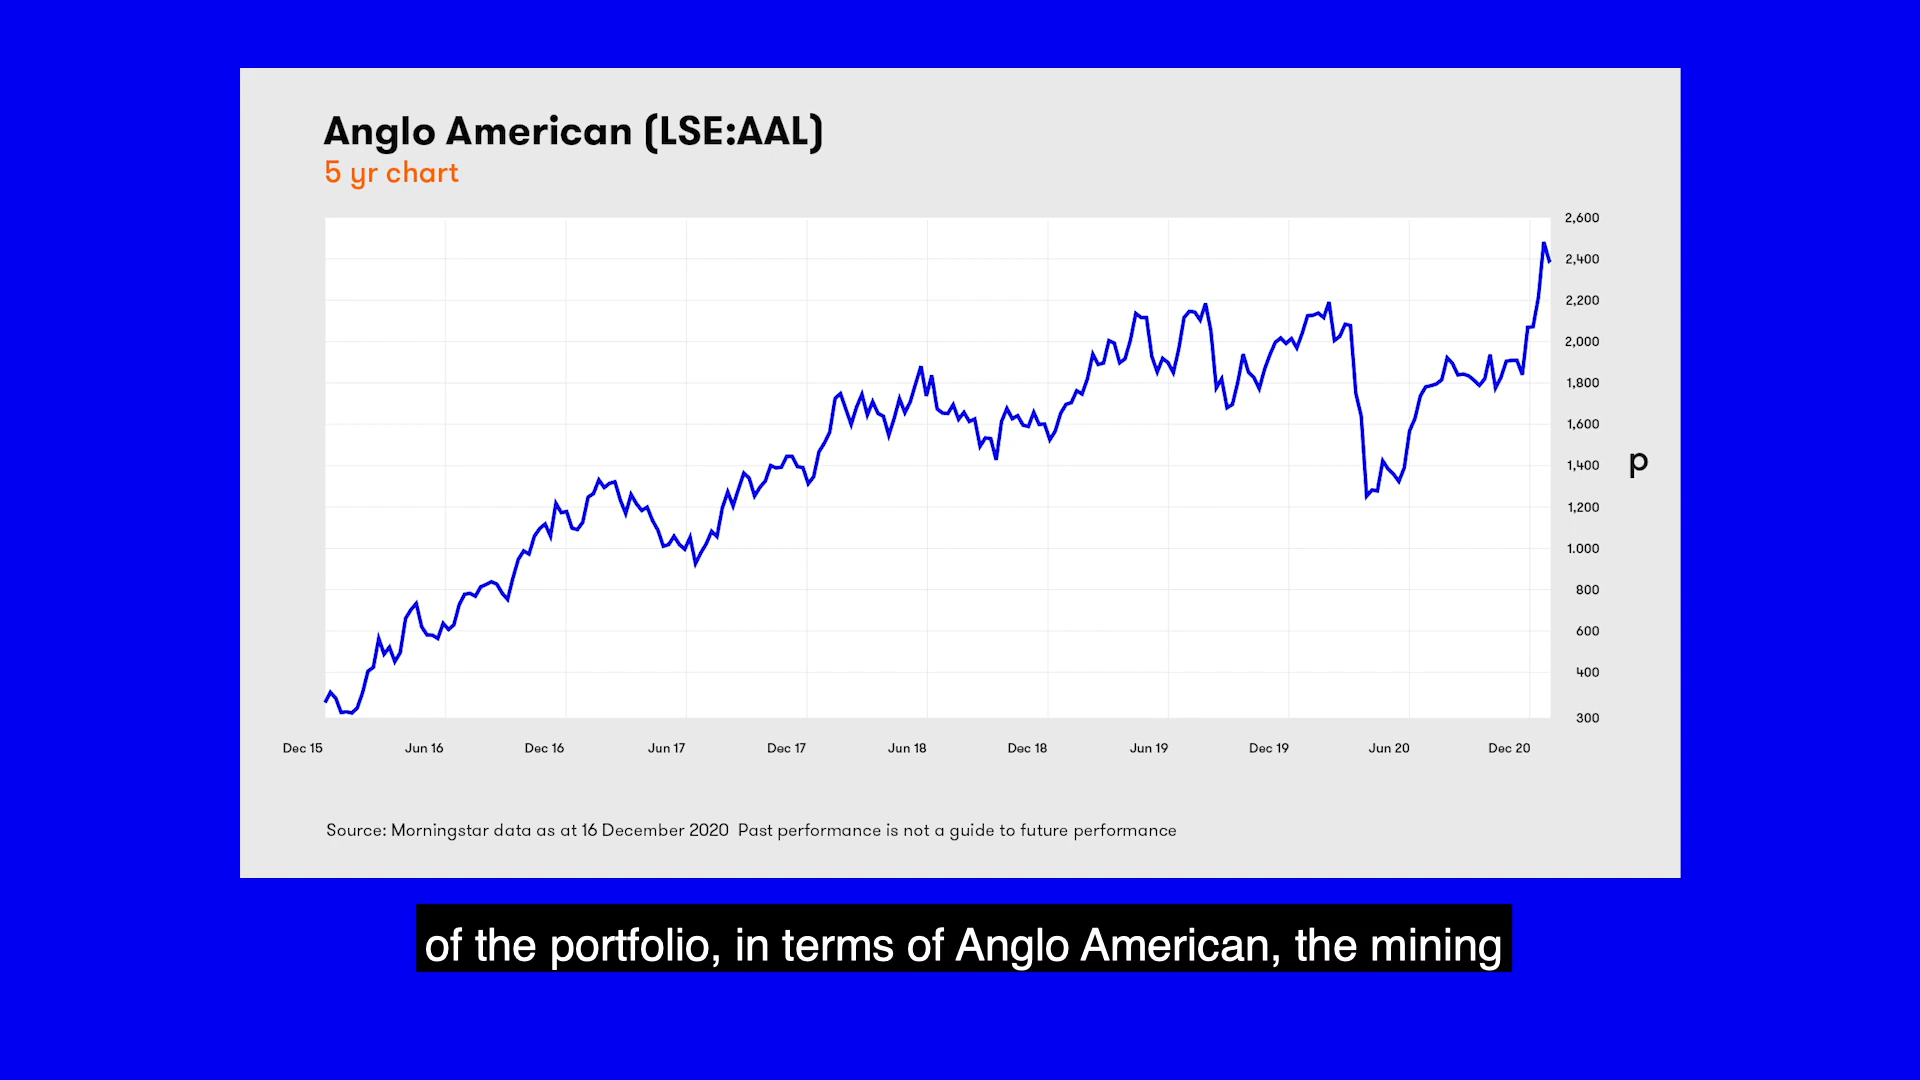 Anglo American (LSE:AAL)
5 yr chart
2,600
2,400
2,200
2,000
1,800
1,600
1,400
p
1,200
1.000
800
600
400
300
Dec 15 Jun 16 Dec 16 Jun 17 Dec 17 Jun 18 Dec 18 Jun 19 Dec 19 Jun 20 Dec 20
Source: Morningstar data as at 16 December 2020 Past performance is not a guide to future performance
of the portfolio, in terms of Anglo American, the mining